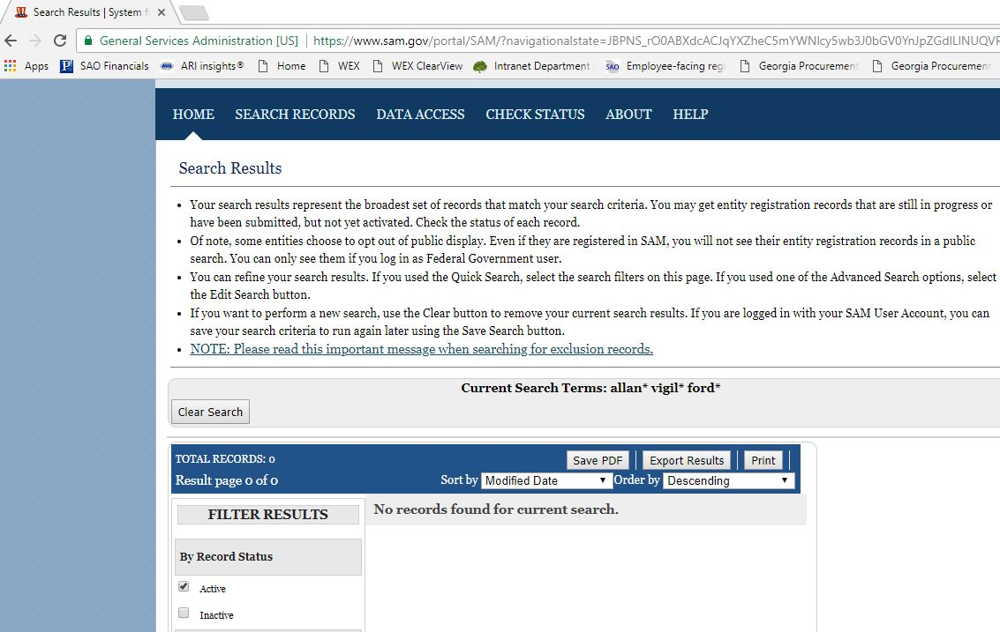 Search Results | System f
General Services Administration [US] https://www.sam.gov/portal/SAM/?navigationalstate=JBPNS_rO0ABXdcACJqYXZheC5mYWNlcy5wb3J0bGV0YnJpZGdlLlNUQVR
Apps SAO Financials ARI insights® Home WEX WEX ClearView Intranet Department Employee-facing reg Georgia Procurement Georgia Procurement
HOME SEARCH RECORDS DATA ACCESS CHECK STATUS ABOUT HELP
Search Results
• Your search results represent the broadest set of records that match your search criteria. You may get entity registration records that are still in progress or
have been submitted, but not yet activated. Check the status of each record.
• Of note, some entities choose to opt out of public display. Even if they are registered in SAM, you will not see their entity registration records in a public
search. You can only see them if you log in as Federal Government user.
• You can refine your search results. If you used the Quick Search, select the search filters on this page. If you used one of the Advanced Search options, select
the Edit Search button.
• If you want to perform a new search, use the Clear button to remove your current search results. If you are logged in with your SAM User Account, you can
save your search criteria to run again later using the Save Search button.
• NOTE: Please read this important message when searching for exclusion records.
Current Search Terms: allan* vigil* ford*
Clear Search
TOTAL RECORDS: 0 Save PDF Export Results Print
Result page 0 of 0 Sort by Modified Date Order by Descending
FILTER RESULTS No records found for current search.
By Record Status
Active
Inactive